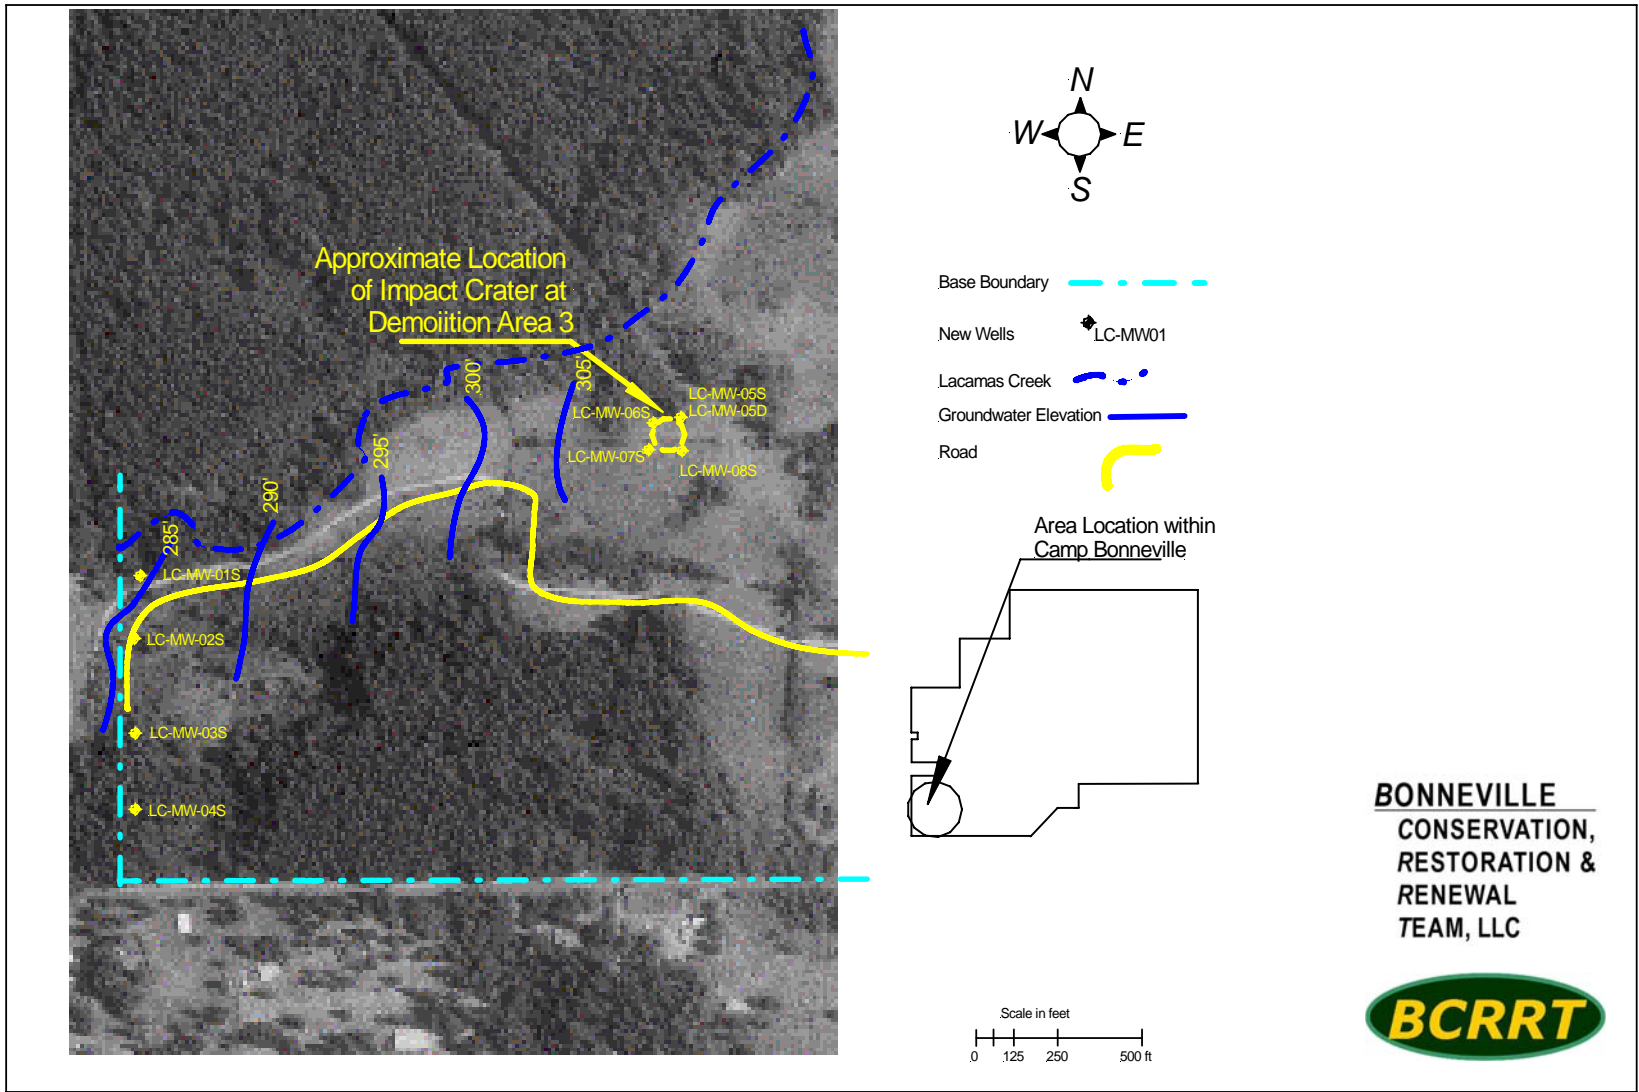 N
W E
S
Approximate Location
of Impact Crater at
Demoiition Area 3
Base Boundary
New Wells
LC-MW01
Lacamas Creek
Groundwater Elevation
Road
300'
305'
LC-MW-05S
LC-MW-06S
LC-MW-05D
LC-MW-07S
LC-MW-08S
295'
290'
285'
LC-MW-01S
LC-MW-02S
LC-MW-03S
LC-MW-04S
Area Location within
Camp Bonneville
BONNEVILLE
CONSERVATION,
RESTORATION &
RENEWAL
TEAM, LLC
BCRRT
Scale in feet
0 125 250 500 ft